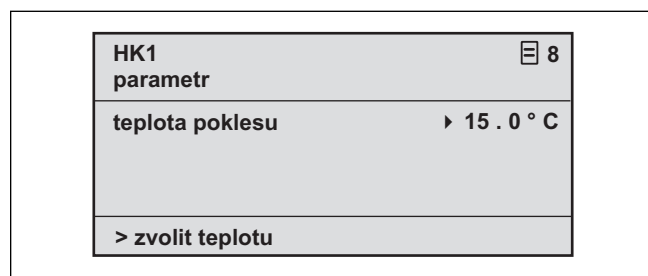 HK1 8
parametr
teplota poklesu 15 . 0 ° C
> zvolit teplotu